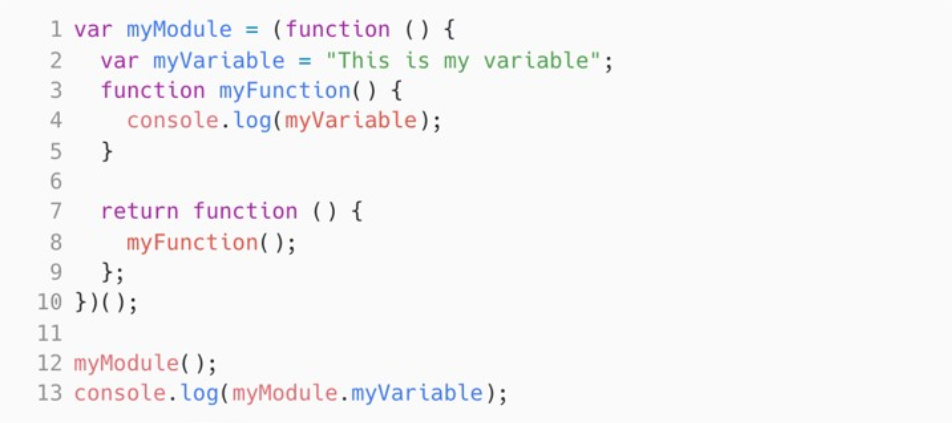 1 var myModule = (function () {
2   var myVariable = "This is my variable";
3   function myFunction() {
4     console.log(myVariable);
5   }
6
7   return function () {
8     myFunction();
9   };
10 })();
11
12 myModule();
13 console.log(myModule.myVariable);